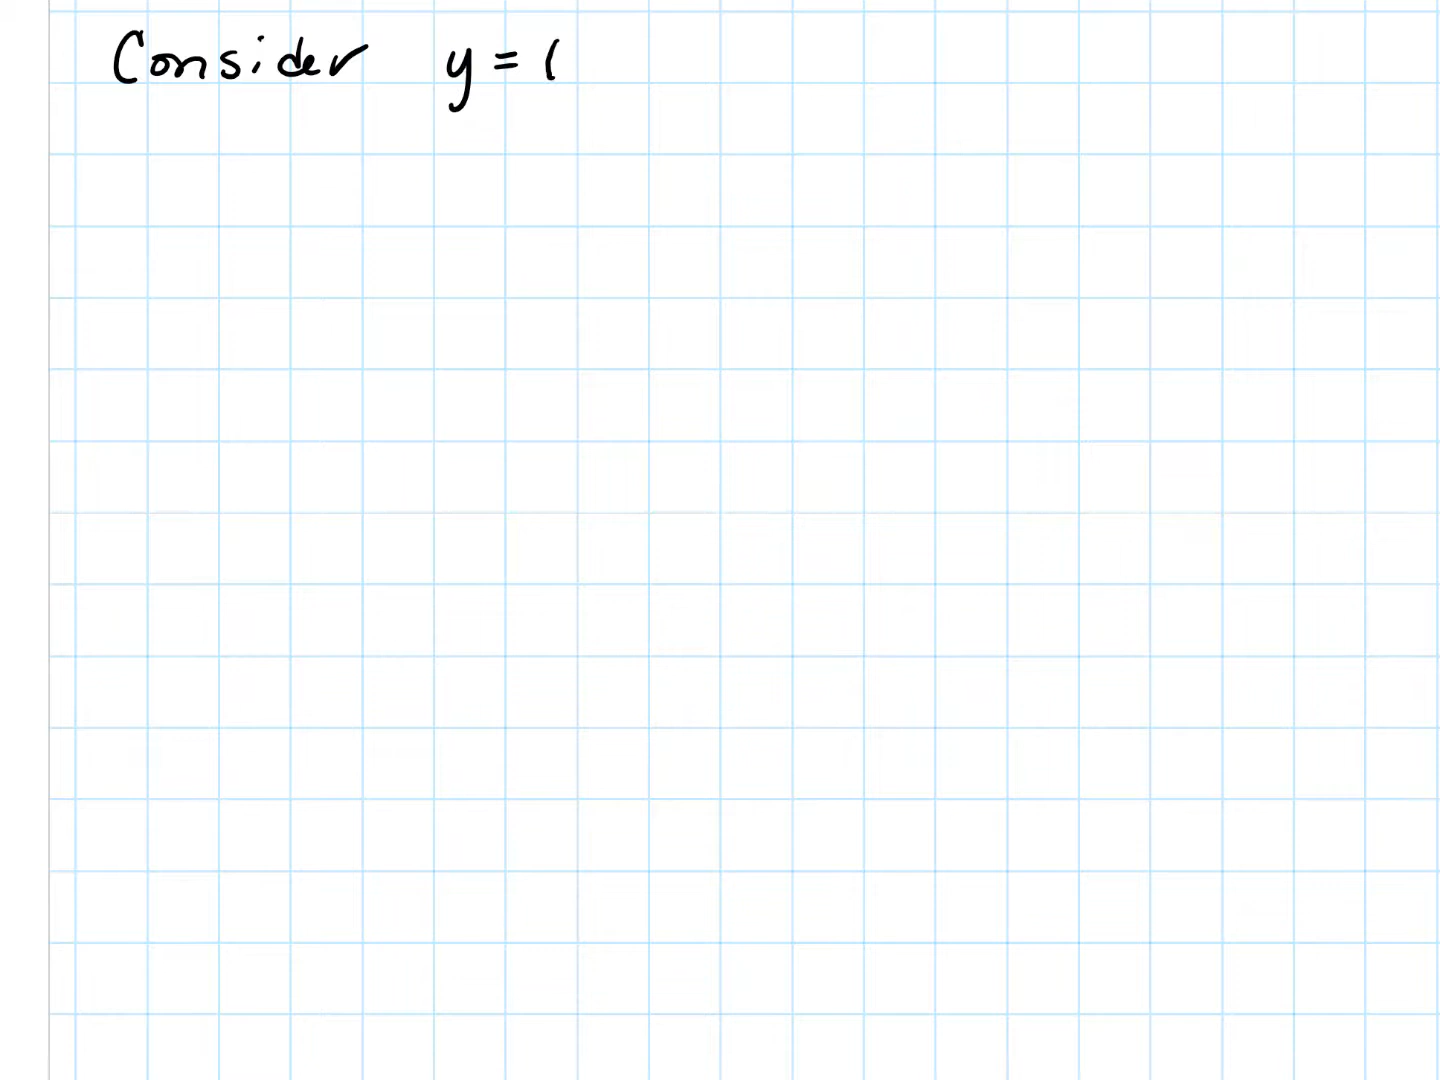 Consider y = (